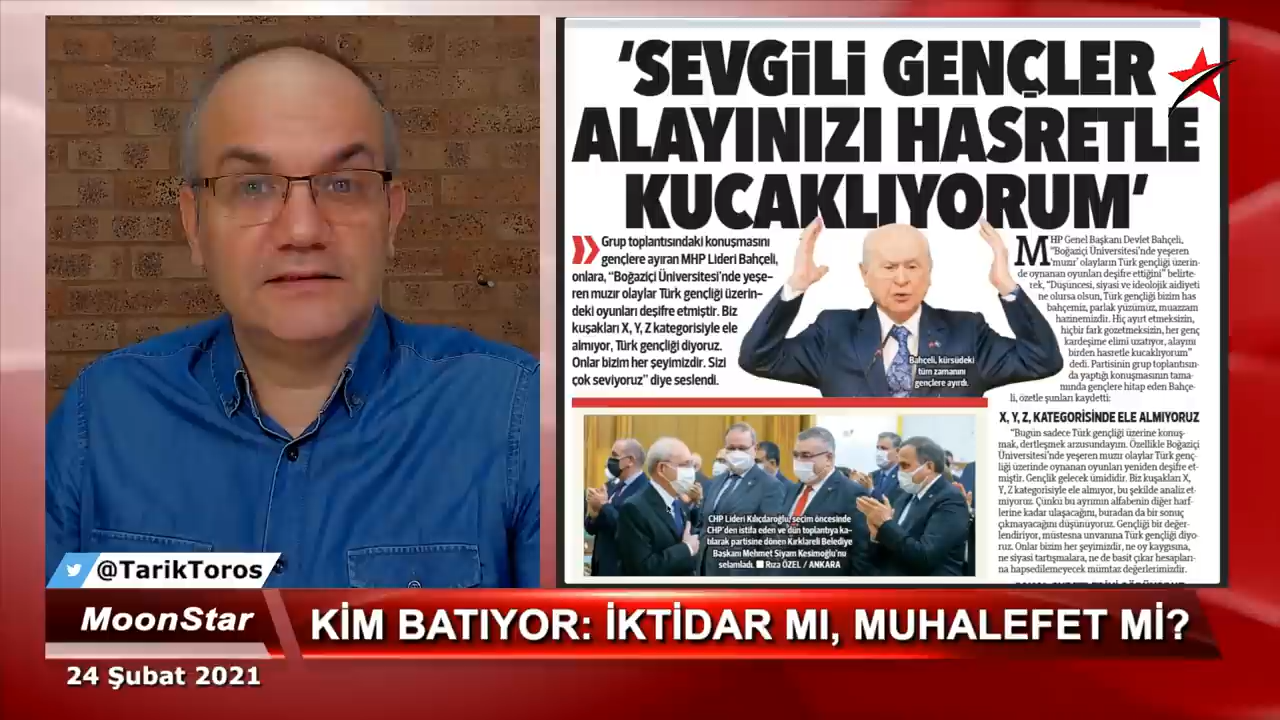 'SEVGİLİ GENÇLER
ALAYINIZI HASRETLE
KUCAKLIYORUM'
Grup toplantısındaki konuşmasını
gençlere ayıran MHP Lideri Bahçeli,
onlara, "Boğaziçi Üniversitesi'nde yeşe-
ren muzır olaylar Türk gençliği üzerin-
deki oyunları deşifre etmiştir. Biz
kuşakları X, Y, Z kategorisiyle ele
almıyor, Türk gençliği diyoruz.
Onlar bizim her şeyimizdir. Sizi
çok seviyoruz" diye seslendi.
Bahçeli, kürsüdeki
tüm zamanını
gençlere ayırdı.
MHP Genel Başkanı Devlet Bahçeli,
"Boğaziçi Üniversitesi'nde yeşeren
'muzır' olayların Türk gençliği üzerin-
de oynanan oyunları deşifre ettiğini" belirte-
rek, "Düşüncesi, siyasi ve ideolojik aidiyeti
ne olursa olsun, Türk gençliği bizim has
bahçemiz, parlak yüzümüz, muazzam
hazinemizdir. Hiç ayırt etmeksizin,
hiçbir fark gözetmeksizin, her genç
kardeşime elimi uzatıyor, alayını
birden hasretle kucaklıyorum"
dedi. Partisinin grup toplantısın-
da yaptığı konuşmasının tama-
mında gençlere hitap eden Bahçe-
li, özetle şunları kaydetti:
X, Y, Z, KATEGORİSİNDE ELE ALMIYORUZ
"Bugün sadece Türk gençliği üzerine konuş-
mak, dertleşmek arzusundayım. Özellikle Boğaziçi
Üniversitesi'nde yeşeren muzır olaylar Türk genç-
liği üzerinde oynanan oyunları yeniden deşifre et-
miştir. Gençlik gelecek ümididir. Biz kuşakları X,
Y, Z kategorisiyle ele almıyor, bu şekilde analiz et-
miyoruz. Çünkü bu ayrımın alfabenin diğer harf-
lerine kadar ulaşacağını, buradan da bir sonuç
çıkmayacağını düşünüyoruz. Gençliği bir değer-
lendiriyor, müstesna unvanına Türk gençliği diyo-
ruz. Onlar bizim her şeyimizdir, ne oy kaygısına,
ne siyasi tartışmalara, ne de basit çıkar hesapları-
na hapsedilemeyecek mümtaz değerlerimizdir.
CHP Lideri Kılıçdaroğlu, seçim öncesinde
CHP'den istifa eden ve dün toplantıya ka-
tılarak partisine dönen Kırklareli Belediye
Başkanı Mehmet Siyam Kesimoğlu'nu
selamladı. ■ Rıza ÖZEL / ANKARA
@TarikToros
MoonStar
KİM BATIYOR: İKTİDAR MI, MUHALEFET Mİ?
24 Şubat 2021